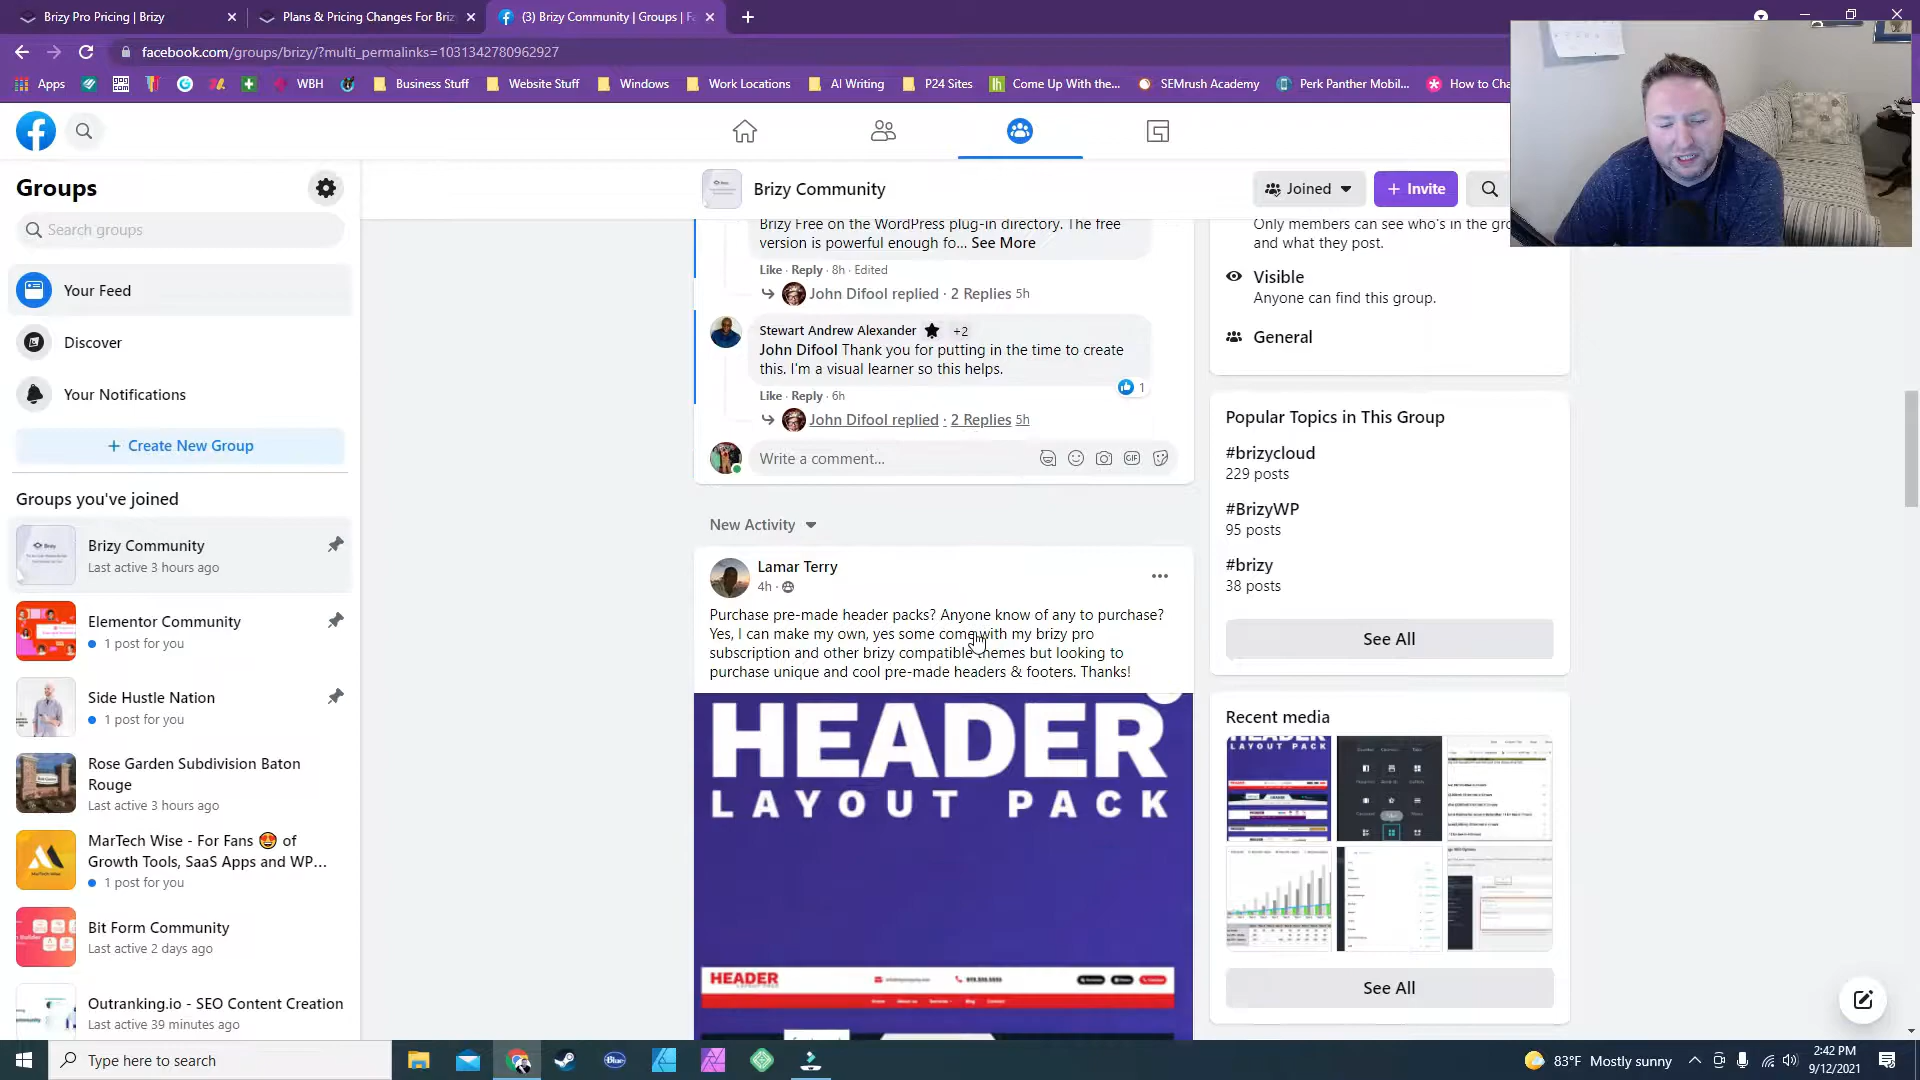 Brizy Pro Pricing | Brizy
Plans & Pricing Changes For Briz
(3) Brizy Community | Groups | Fa
facebook.com/groups/brizy/?multi_permalinks=1031342780962927
Apps
WBH
Business Stuff
Website Stuff
Windows
Work Locations
AI Writing
P24 Sites
Come Up With the...
SEMrush Academy
Perk Panther Mobil...
How to Cha
Groups
Search groups
Your Feed
Discover
Your Notifications
+ Create New Group
Groups you've joined
Brizy Community
Last active 3 hours ago
Elementor Community
1 post for you
Side Hustle Nation
1 post for you
Rose Garden Subdivision Baton
Rouge
Last active 3 hours ago
MarTech Wise - For Fans 😍 of
Growth Tools, SaaS Apps and WP...
1 post for you
Bit Form Community
Last active 2 days ago
Outranking.io - SEO Content Creation
Last active 39 minutes ago
Brizy Community
Joined
+ Invite
Brizy Free on the WordPress plug-in directory. The free
version is powerful enough fo... See More
Like · Reply · 8h · Edited
John Difool replied · 2 Replies 5h
Stewart Andrew Alexander +2
John Difool Thank you for putting in the time to create
this. I'm a visual learner so this helps.
1
Like · Reply · 6h
John Difool replied · 2 Replies 5h
Write a comment...
GIF
New Activity
Lamar Terry
4h ·
Purchase pre-made header packs? Anyone know of any to purchase?
Yes, I can make my own, yes some come with my brizy pro
subscription and other brizy compatible themes but looking to
purchase unique and cool pre-made headers & footers. Thanks!
HEADER
LAYOUT PACK
HEADER
Only members can see who's in the gro
and what they post.
Visible
Anyone can find this group.
General
Popular Topics in This Group
#brizycloud
229 posts
#BrizyWP
95 posts
#brizy
38 posts
See All
Recent media
LAYOUT PACK
See All
Type here to search
Blue
83°F Mostly sunny
2:42 PM
9/12/2021